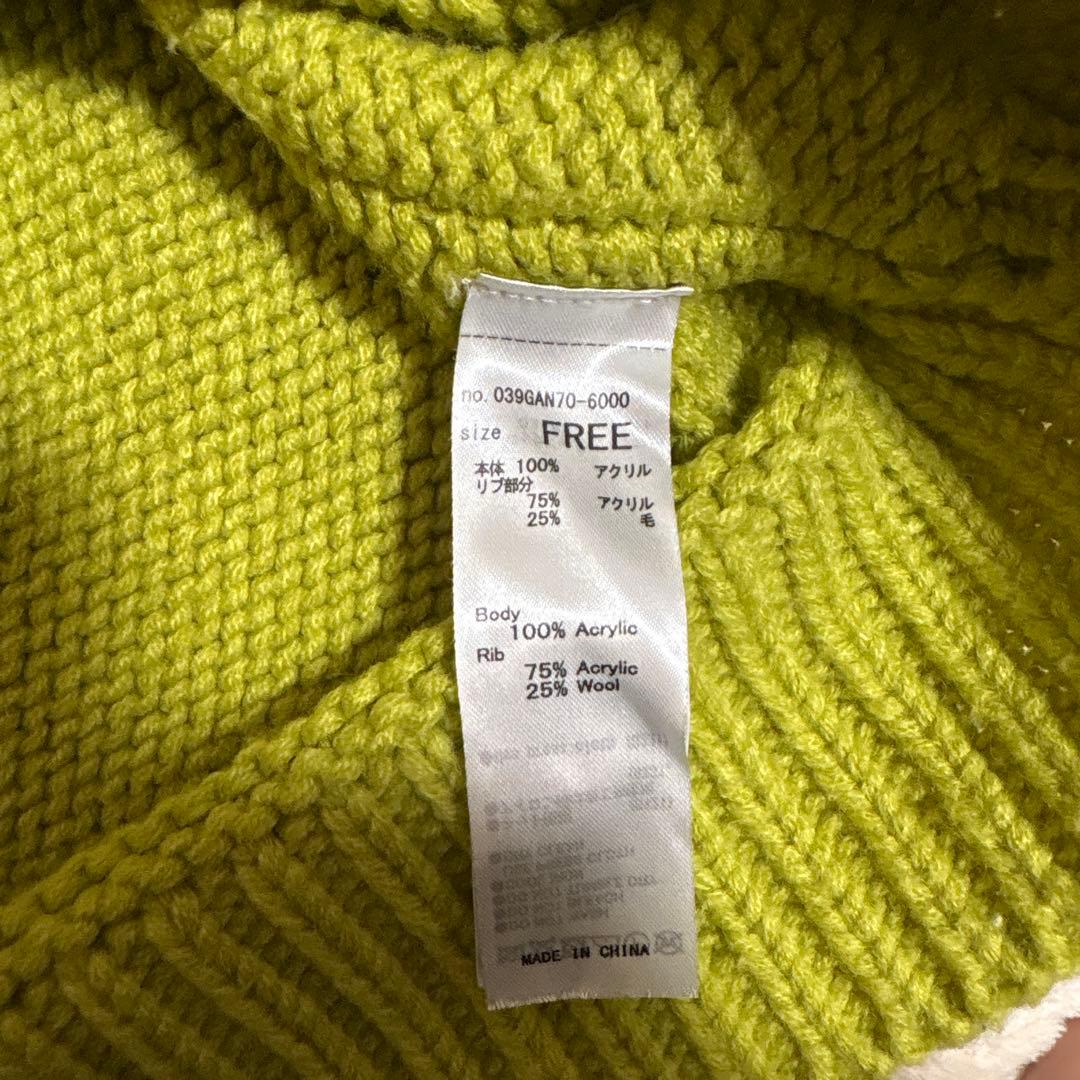 no. 039GAN70-6000
size FREE
本体 100% アクリル
リブ部分
75% アクリル
25% 毛
Body
100% Acrylic
Rib
75% Acrylic
25% Wool
MADE IN CHINA